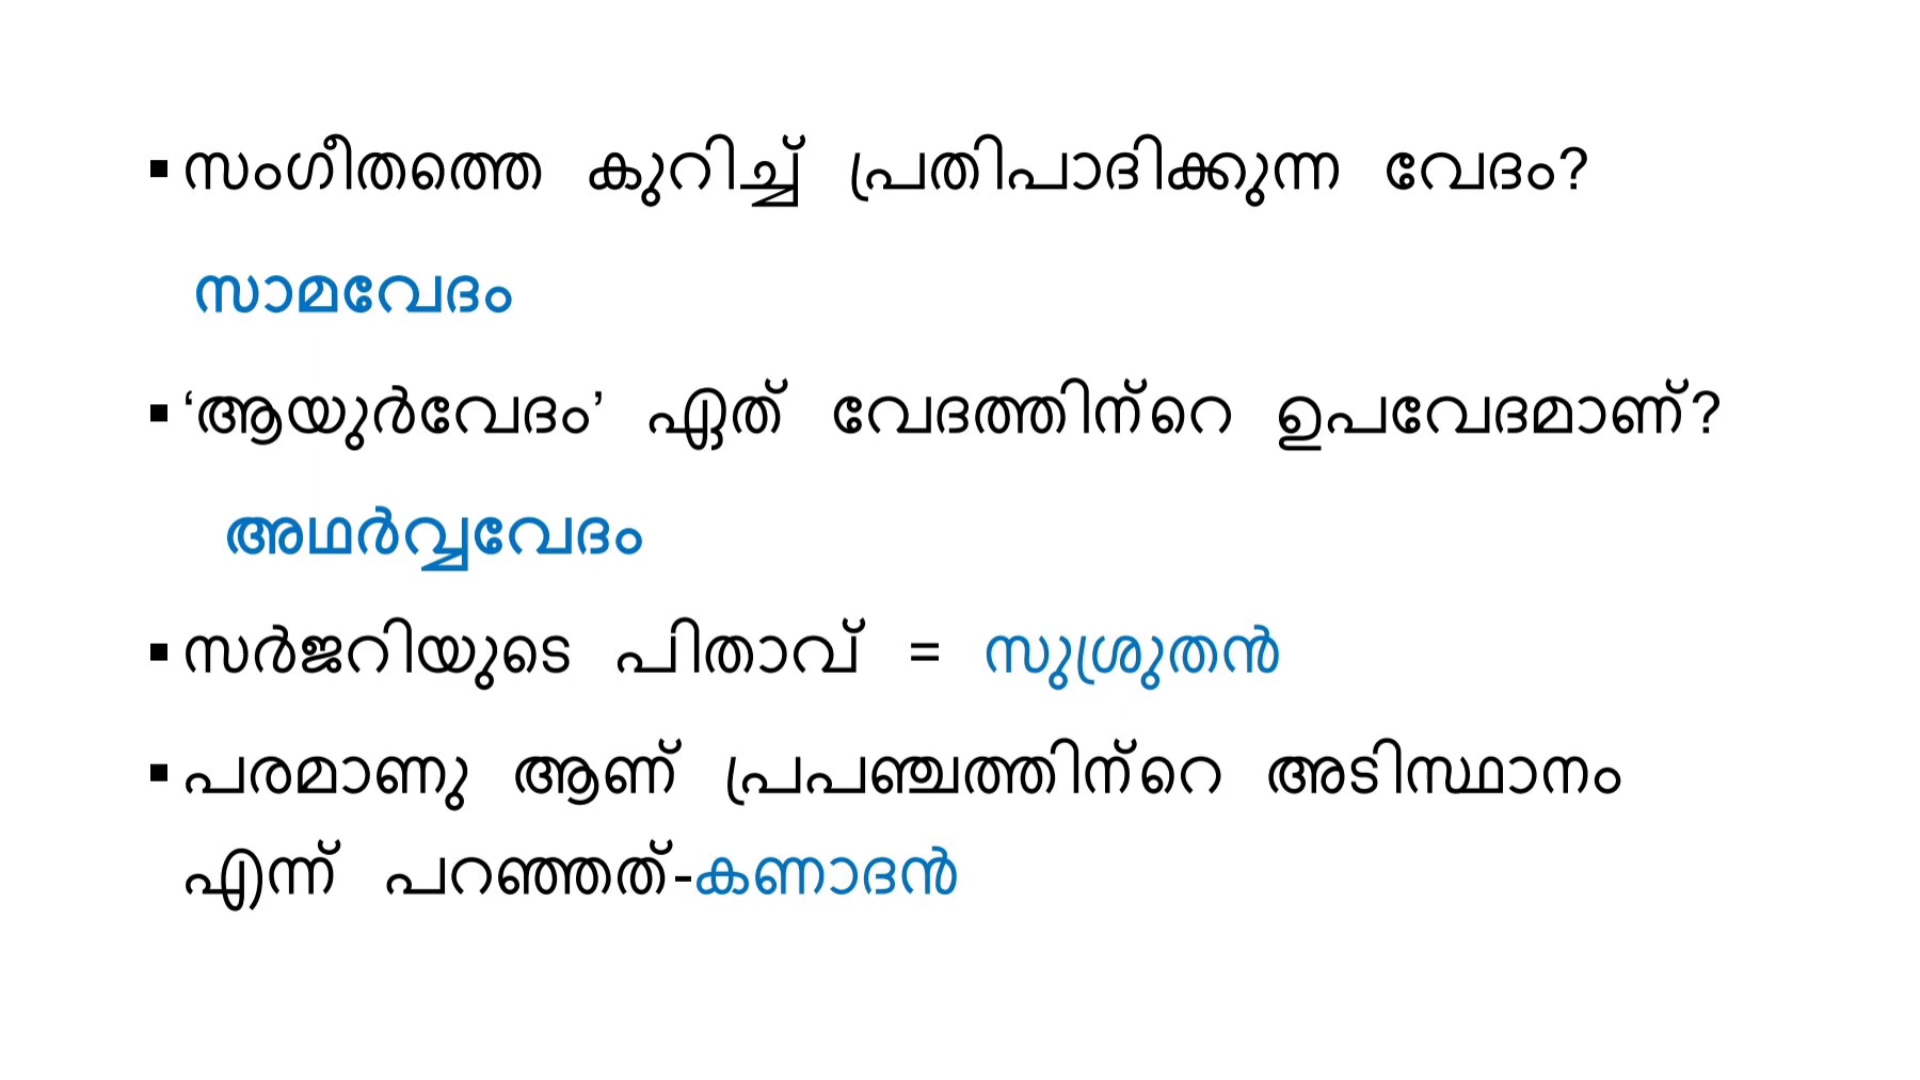 ▪ സംഗീതത്തെ കുറിച്ച് പ്രതിപാദിക്കുന്ന വേദം?
സാമവേദം
▪ ‘ആയുർവേദം’ ഏത് വേദത്തിന്റെ ഉപവേദമാണ്?
അഥർവ്വവേദം
▪ സർജറിയുടെ പിതാവ് = സുശ്രുതൻ
▪ പരമാണു ആണ് പ്രപഞ്ചത്തിന്റെ അടിസ്ഥാനം
എന്ന് പറഞ്ഞത്-കണാദൻ